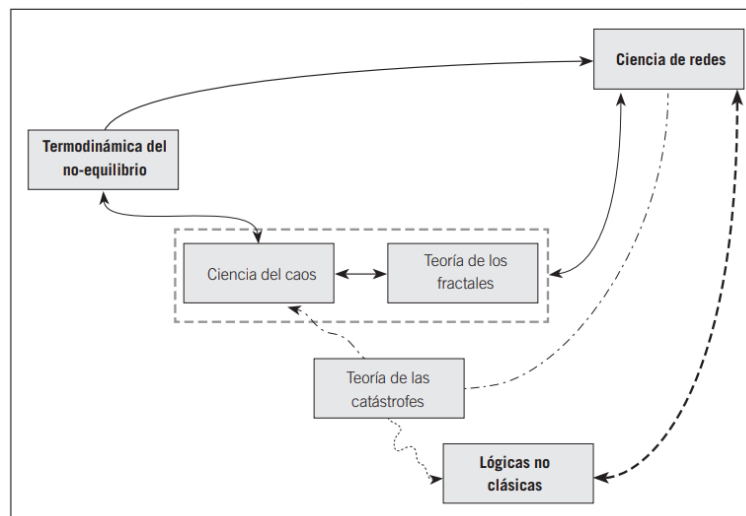 Ciencia de redes
Termodinámica del
no-equilibrio
Ciencia del caos
Teoría de los
fractales
Teoría de las
catástrofes
Lógicas no
clásicas